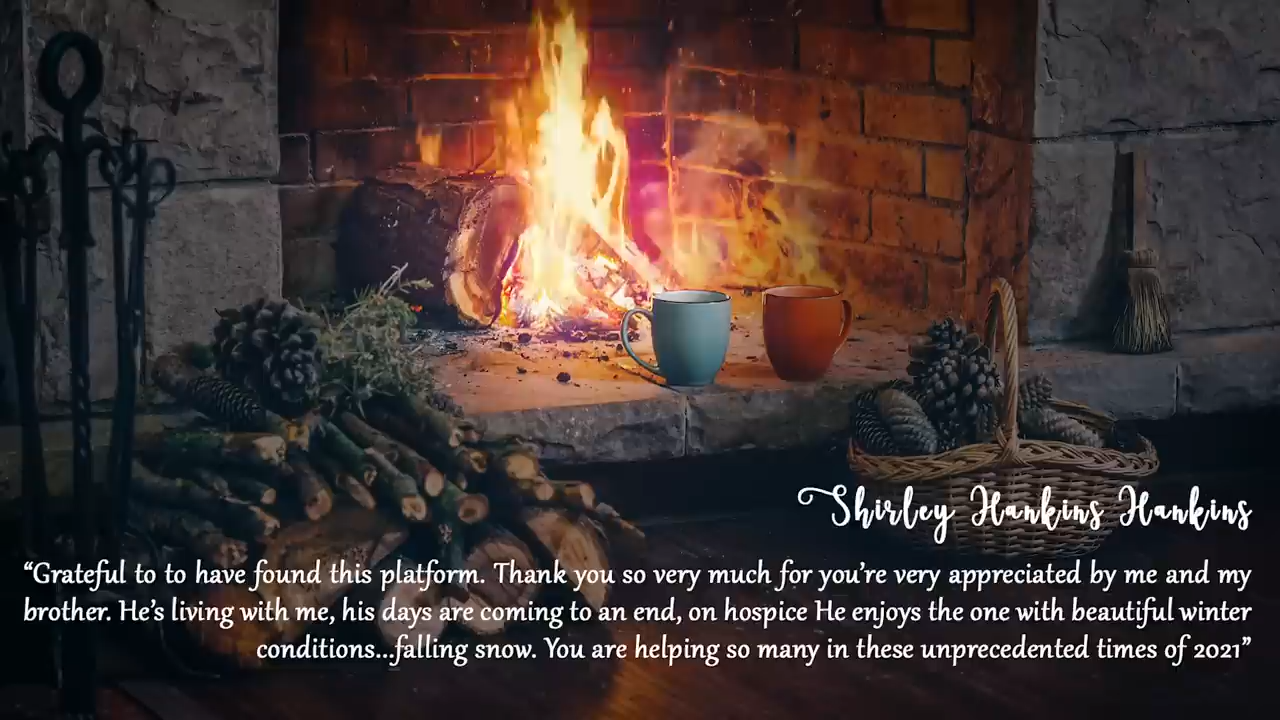 Shirley Hankins Hankins
“Grateful to to have found this platform. Thank you so very much for you’re very appreciated by me and my
brother. He’s living with me, his days are coming to an end, on hospice He enjoys the one with beautiful winter
conditions...falling snow. You are helping so many in these unprecedented times of 2021”